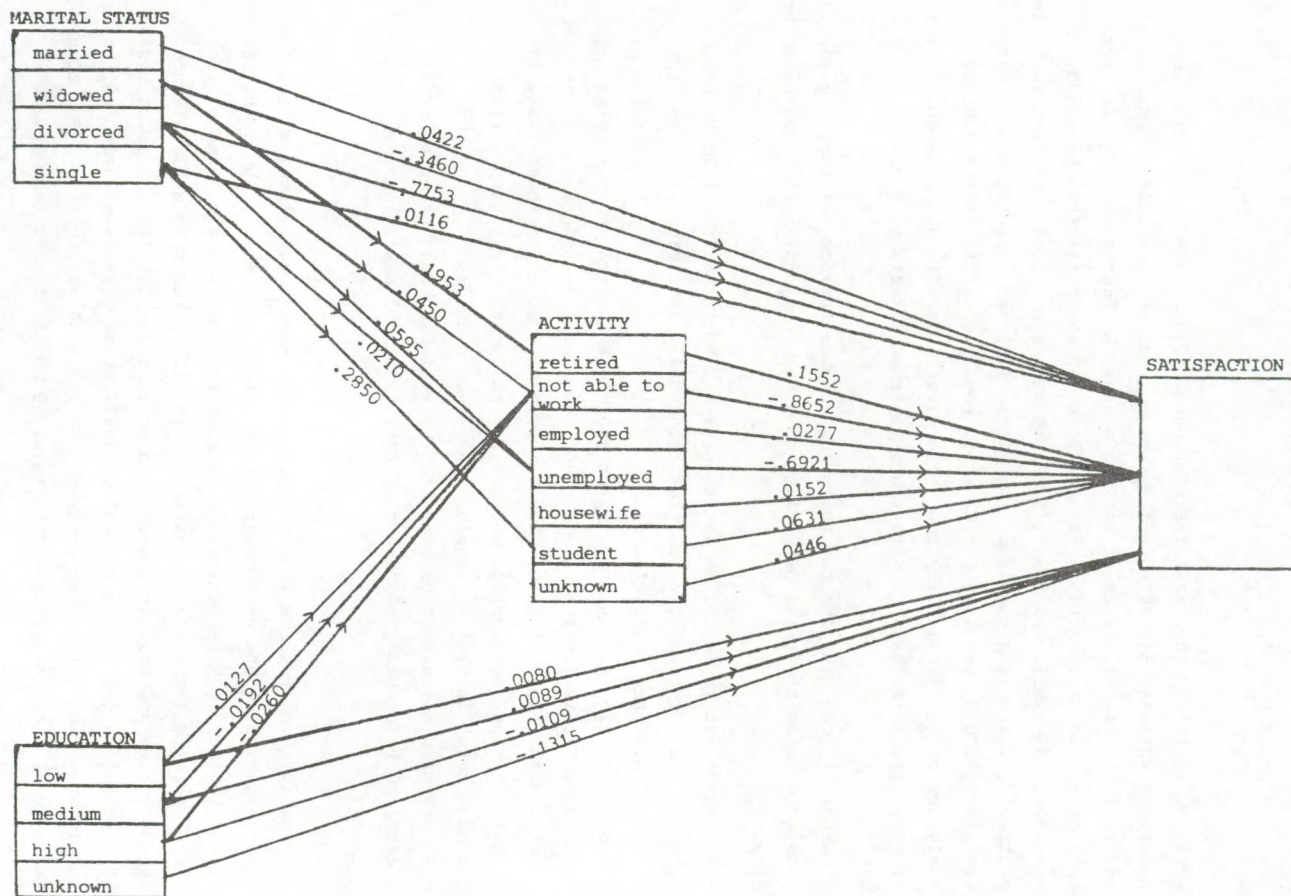 MARITAL STATUS
married
widowed
divorced
single
.0422
-.3460
-.7753
.0116
.1953
.0450
.0595
.0210
.2850
ACTIVITY
retired
not able to
work
employed
unemployed
housewife
student
unknown
.1552
-.8652
.0277
-.6921
.0152
.0631
.0446
SATISFACTION
.0127
-.0192
-.0260
.0080
.0089
-.0109
-.1315
EDUCATION
low
medium
high
unknown